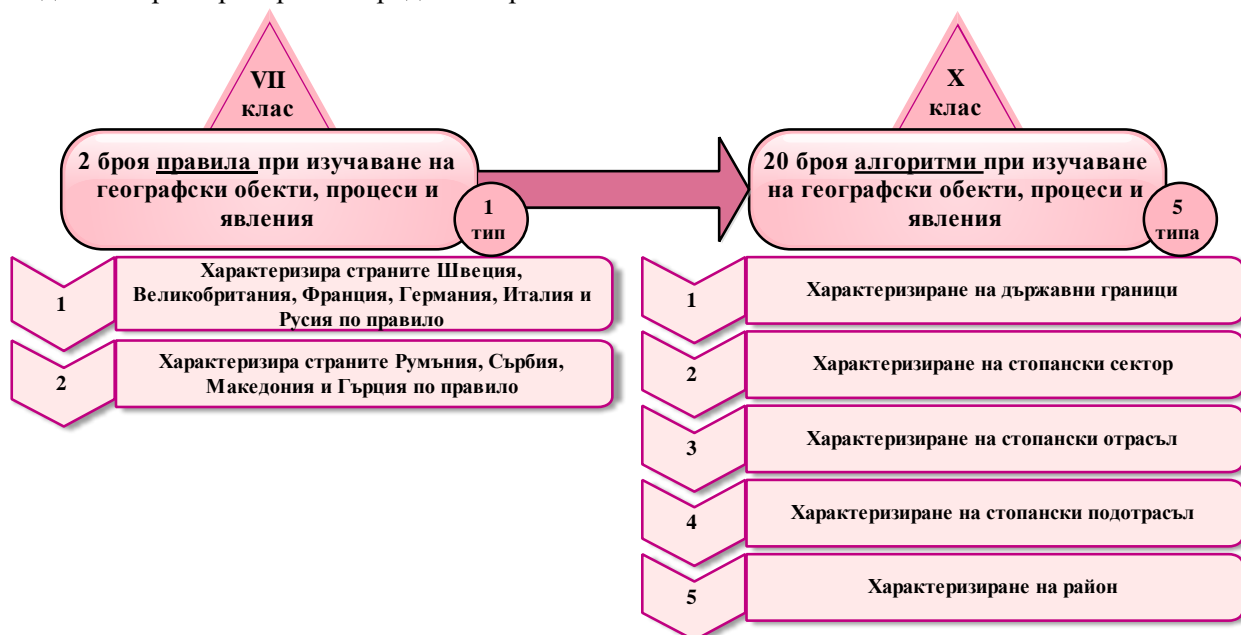 VII
клас
2 броя правила при изучаване на
географски обекти, процеси и
явления
1
тип
1
Характеризира страните Швеция,
Великобритания, Франция, Германия, Италия и
Русия по правило
2
Характеризира страните Румъния, Сърбия,
Македония и Гърция по правило
X
клас
20 броя алгоритми при изучаване
на географски обекти, процеси и
явления
5
типа
1
Характеризиране на държавни граници
2
Характеризиране на стопански сектор
3
Характеризиране на стопански отрасъл
4
Характеризиране на стопански подотрасъл
5
Характеризиране на район